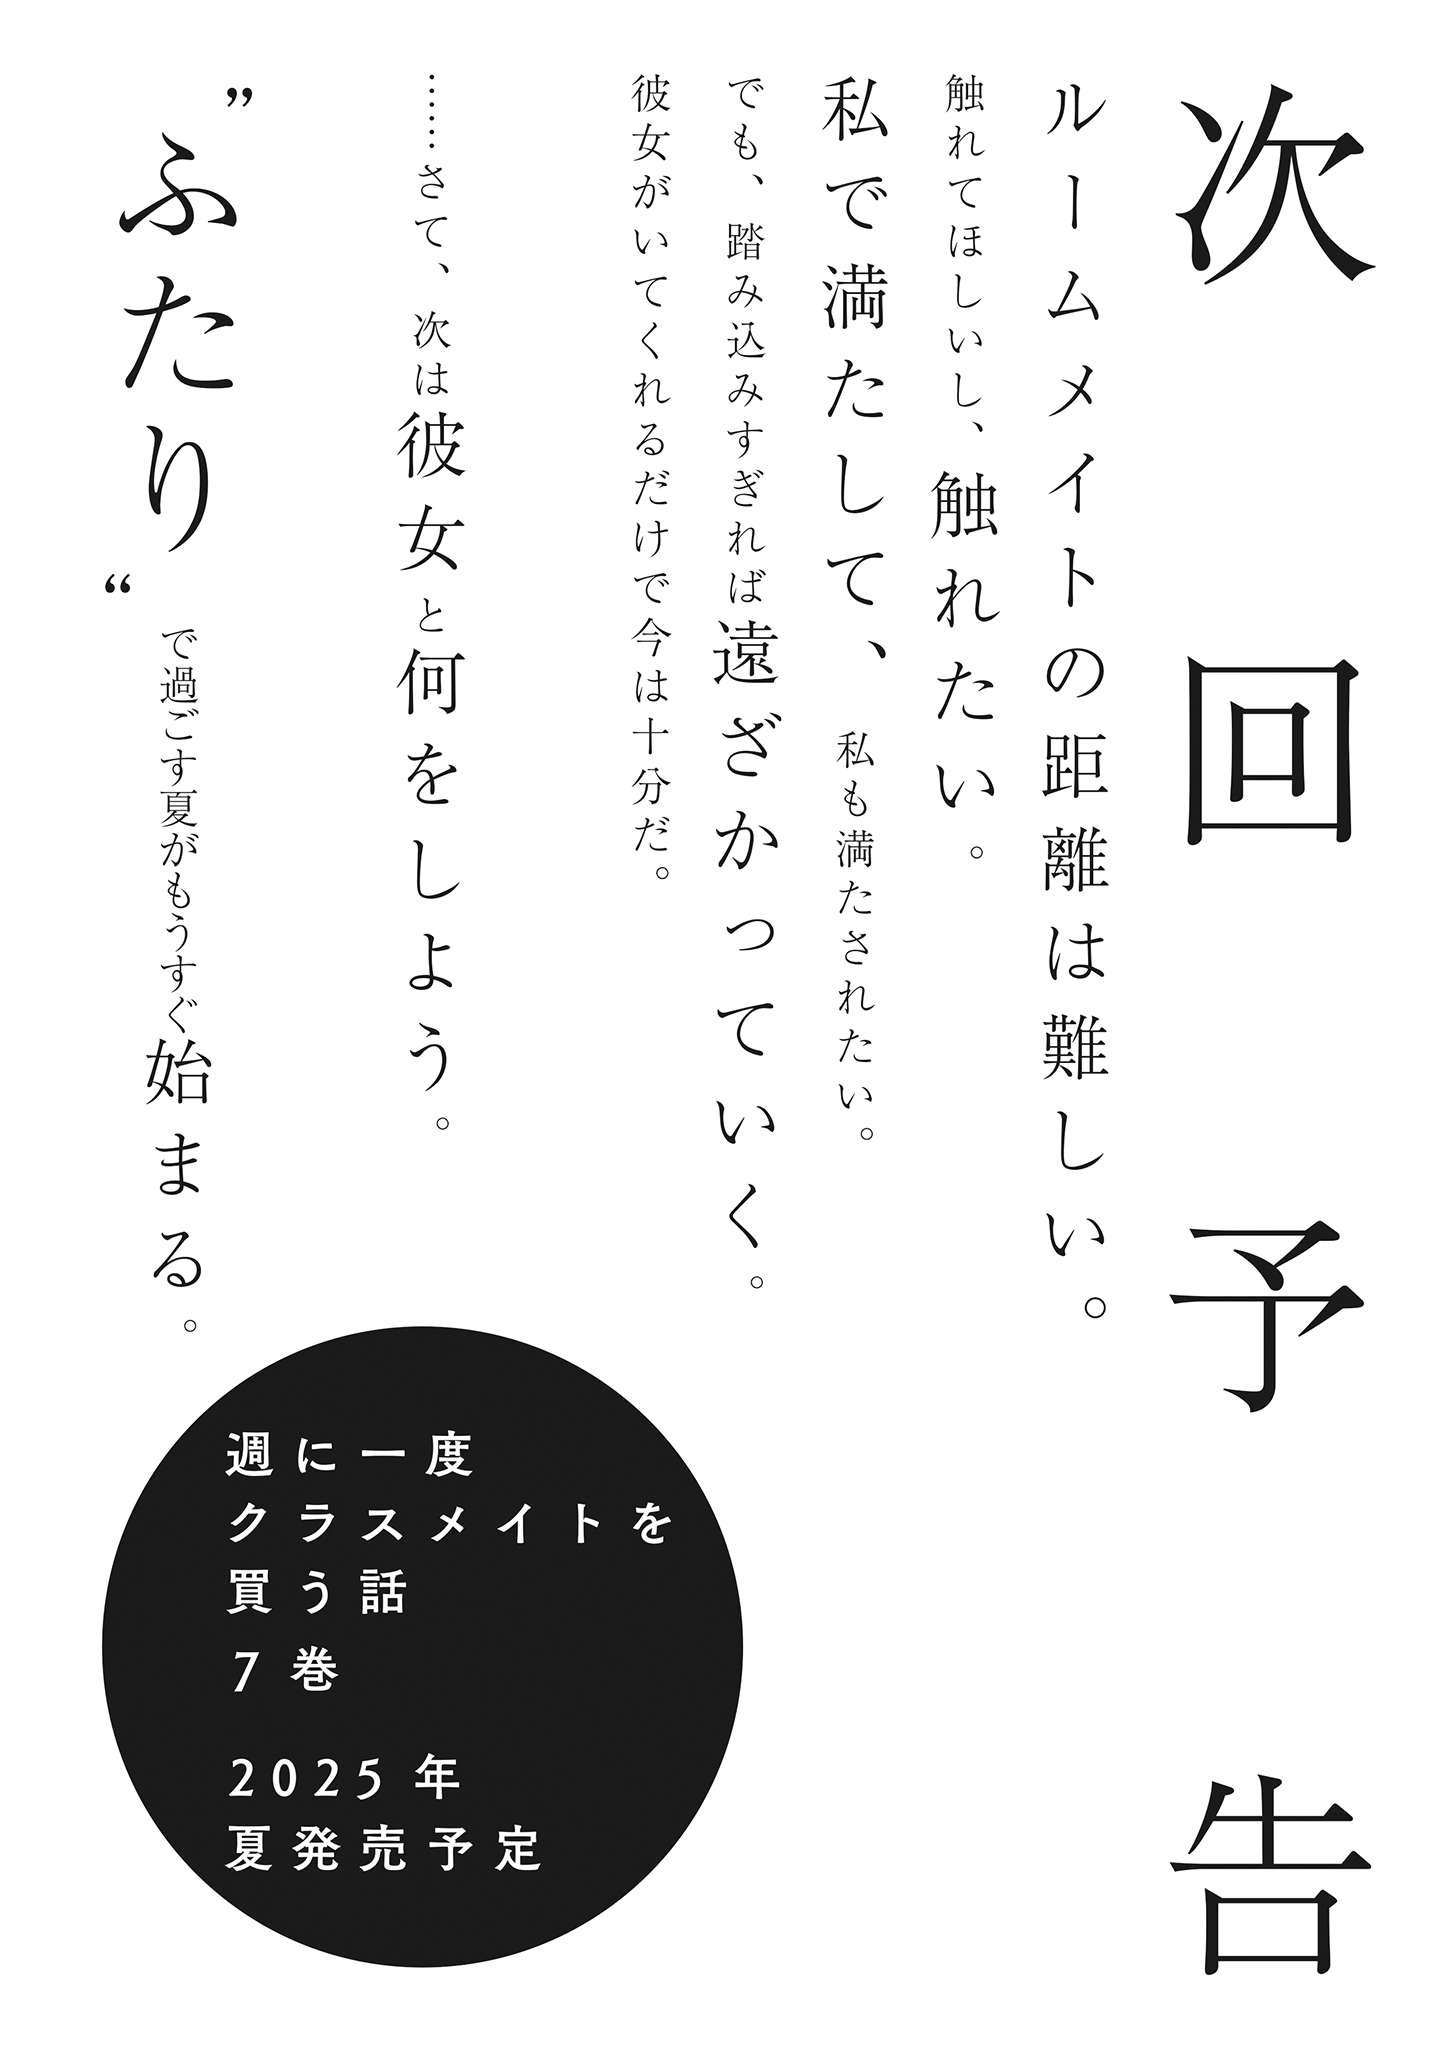 次回予告
ルームメイトの距離は難しい。
触れてほしいし、触れたい。
私で満たして、私も満たされたい。
でも、踏み込みすぎれば遠ざかっていく。
彼女がいてくれるだけで今は十分だ。
……さて、次は彼女と何をしよう。
”ふたり“で過ごす夏がもうすぐ始まる。
週に一度
クラスメイトを
買う話
7巻
2025年
夏発売予定